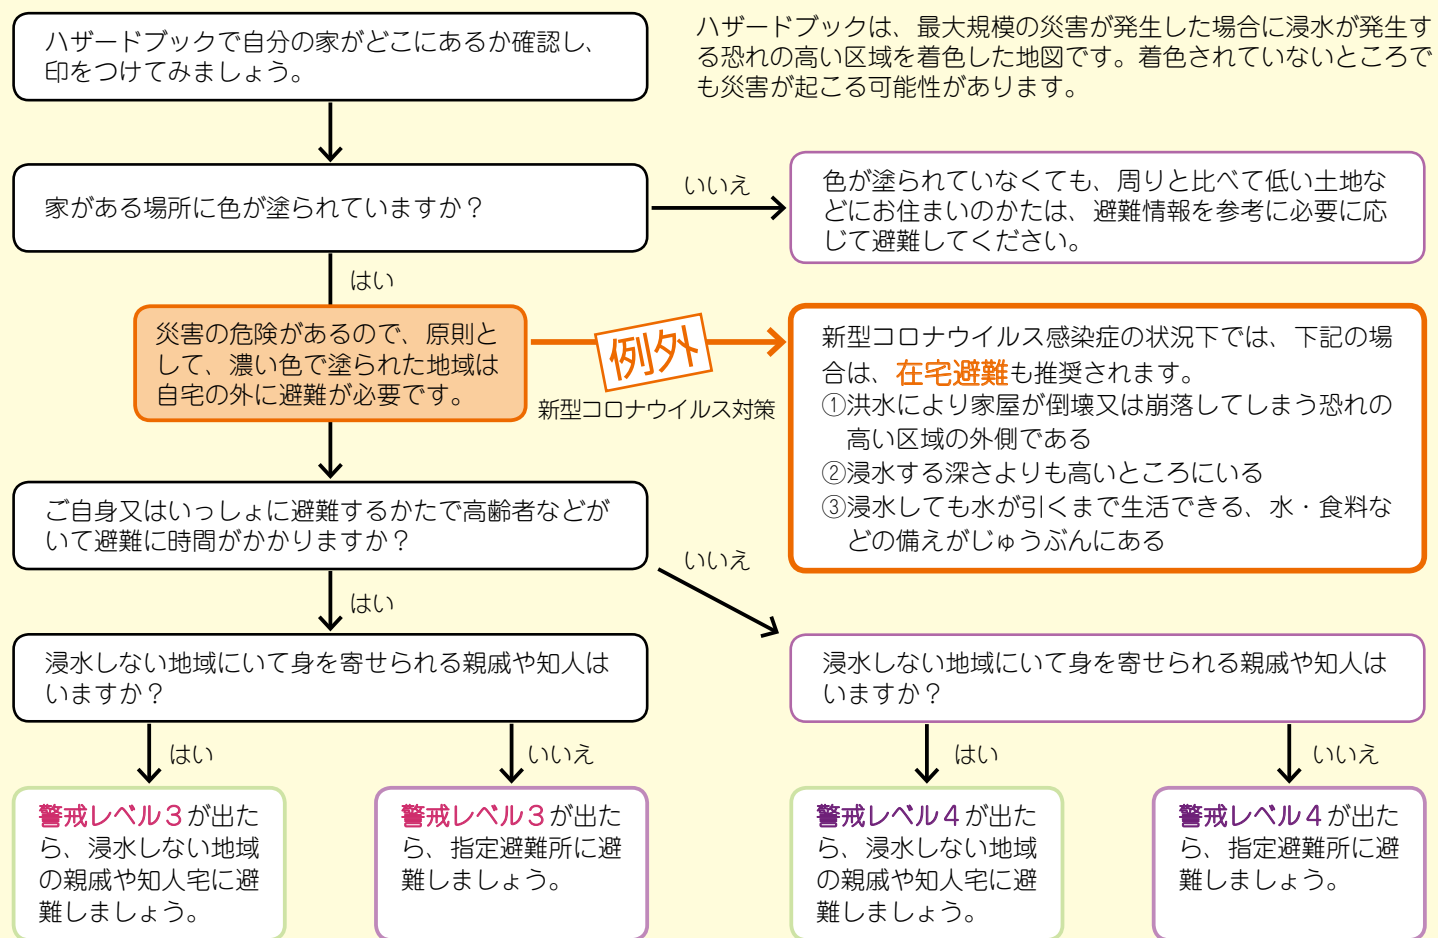 ハザードブックで自分の家がどこにあるか確認し、
印をつけてみましょう。
ハザードブックは、最大規模の災害が発生した場合に浸水が発生す
る恐れの高い区域を着色した地図です。着色されていないところで
も災害が起こる可能性があります。
家がある場所に色が塗られていますか？
いいえ
色が塗られていなくても、周りと比べて低い土地な
どにお住まいのかたは、避難情報を参考に必要に応
じて避難してください。
はい
災害の危険があるので、原則と
して、濃い色で塗られた地域は
自宅の外に避難が必要です。
例外
新型コロナウイルス対策
新型コロナウイルス感染症の状況下では、下記の場
合は、在宅避難も推奨されます。
①洪水により家屋が倒壊又は崩落してしまう恐れの
高い区域の外側である
②浸水する深さよりも高いところにいる
③浸水しても水が引くまで生活できる、水・食料な
どの備えがじゅうぶんにある
ご自身又はいっしょに避難するかたで高齢者などが
いて避難に時間がかかりますか？
いいえ
はい
浸水しない地域にいて身を寄せられる親戚や知人は
いますか？
浸水しない地域にいて身を寄せられる親戚や知人は
いますか？
はい
いいえ
はい
いいえ
警戒レベル３が出た
ら、浸水しない地域
の親戚や知人宅に避
難しましょう。
警戒レベル３が出た
ら、指定避難所に避
難しましょう。
警戒レベル４が出た
ら、浸水しない地域
の親戚や知人宅に避
難しましょう。
警戒レベル４が出た
ら、指定避難所に避
難しましょう。